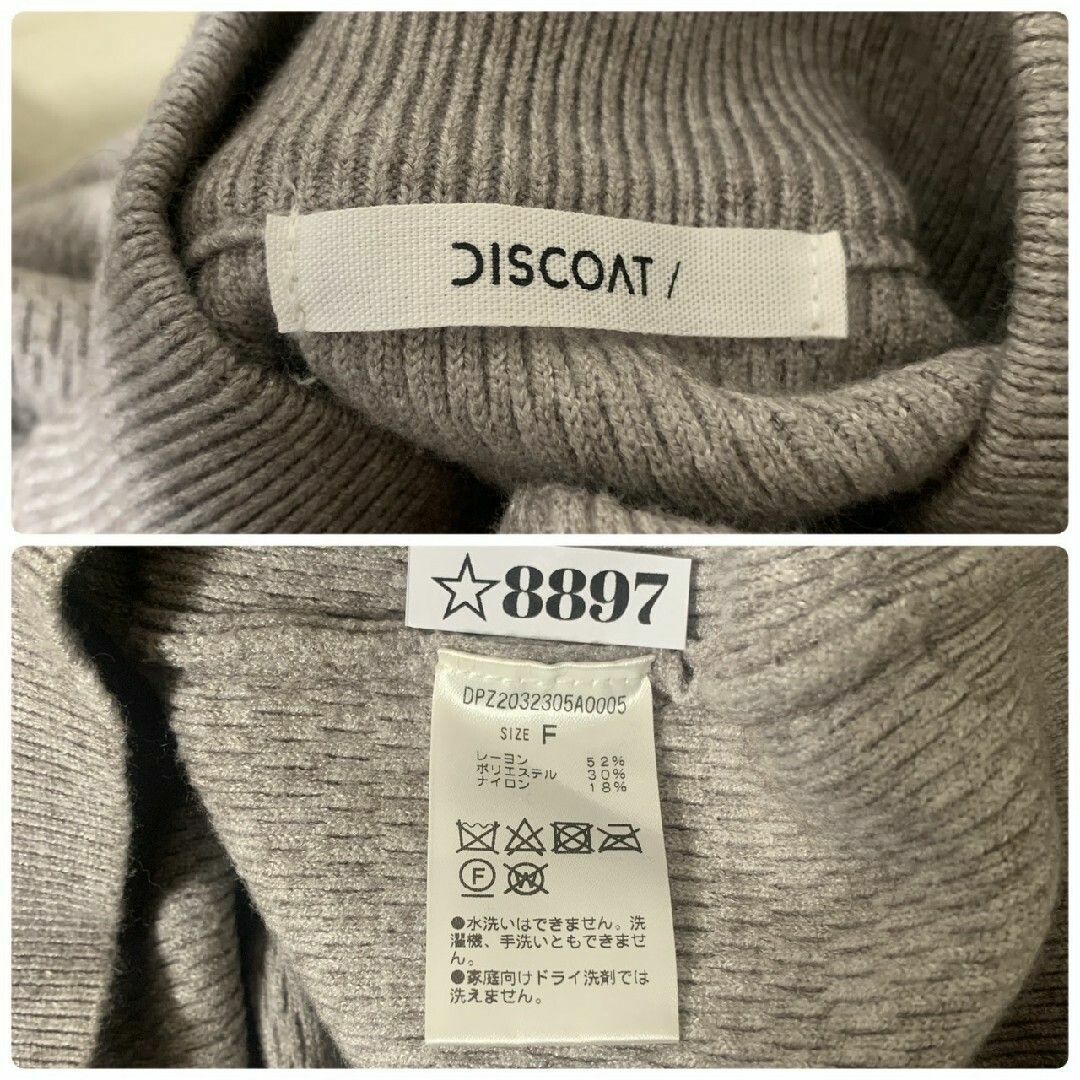 DISCOAT /
☆8897
DPZ2032305A0005
SIZE F
レーヨン 52%
ポリエステル 30%
ナイロン 18%
F W
●水洗いはできません。洗
濯機、手洗いともできませ
ん。
●家庭向けドライ洗剤では
洗えません。